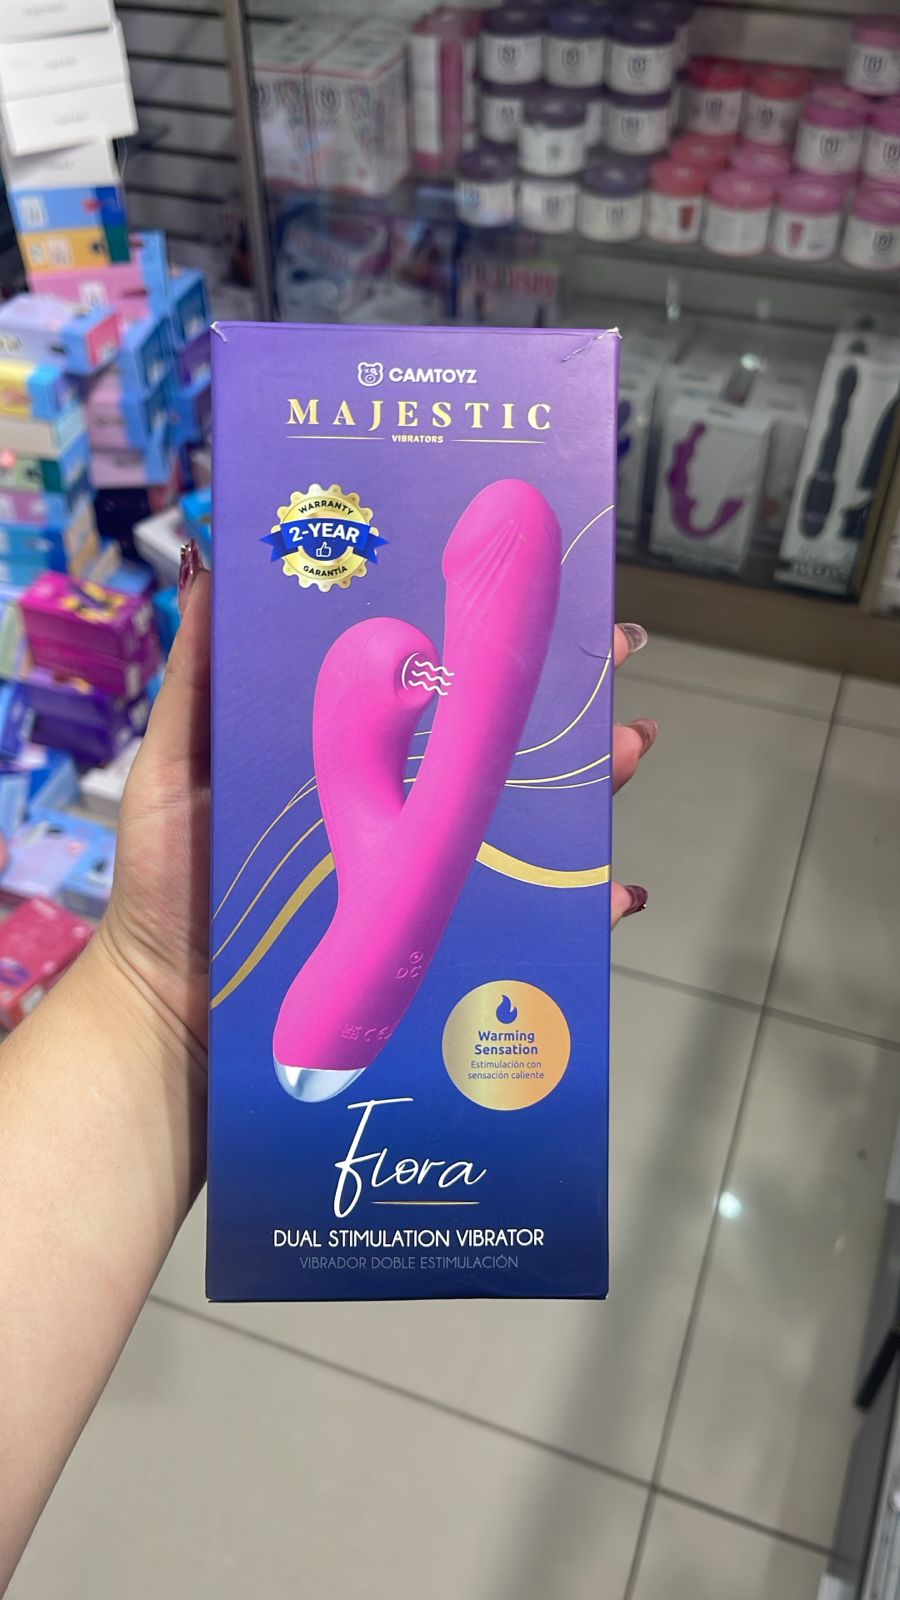 CAMTOYZ
MAJESTIC
VIBRATORS
WARRANTY
2-YEAR
GARANTÍA
DC
Warming
Sensation
Estimulación con
sensación caliente
Flora
DUAL STIMULATION VIBRATOR
VIBRADOR DOBLE ESTIMULACIÓN